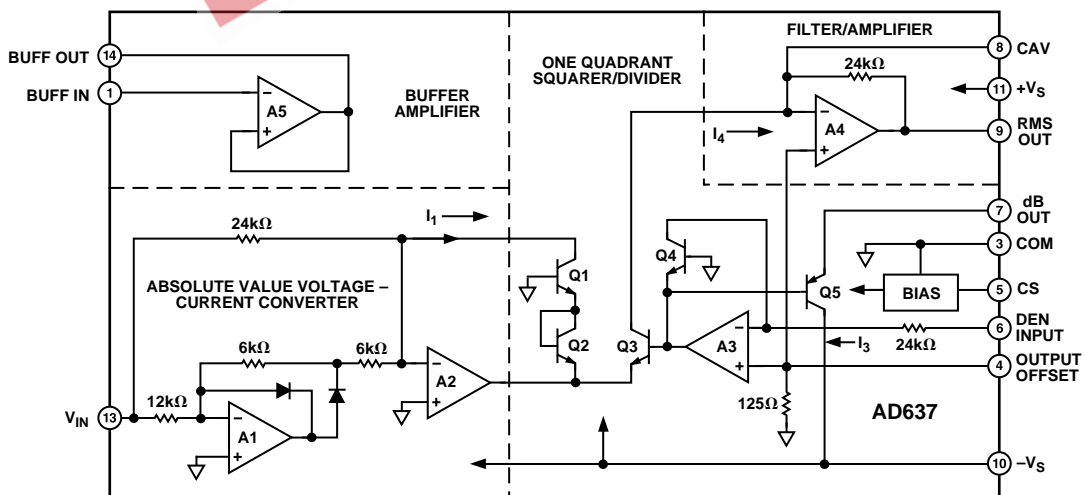 FILTER/AMPLIFIER
BUFF OUT 14
BUFF IN 1
A5
BUFFER
AMPLIFIER
ONE QUADRANT
SQUARER/DIVIDER
24kΩ
I4
A4
8 CAV
11 +VS
9 RMS
OUT
24kΩ
I1
ABSOLUTE VALUE VOLTAGE –
CURRENT CONVERTER
6kΩ
6kΩ
12kΩ
VIN 13
A1
A2
Q1
Q2
Q3
Q4
A3
Q5
BIAS
7 dB
OUT
3 COM
5 CS
6 DEN
INPUT
24kΩ
I3
4 OUTPUT
OFFSET
125Ω
AD637
10 –VS